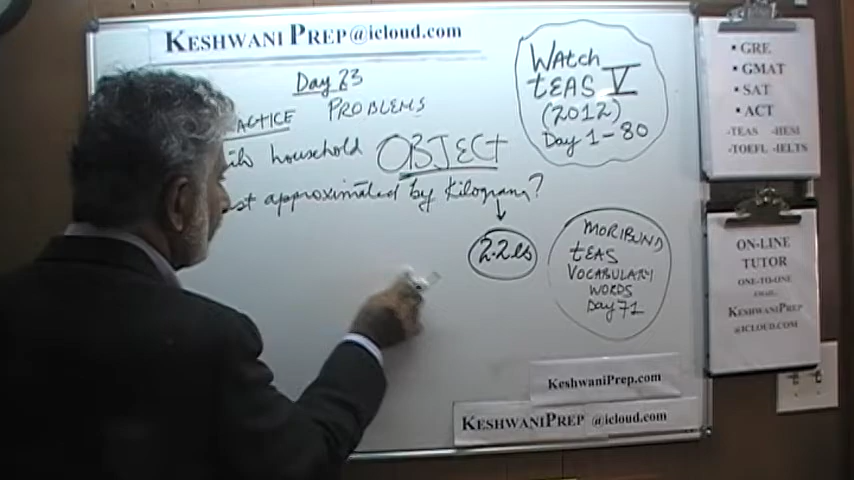 KESHWANI PREP@icloud.com
Day 23
PROBLEMS
household OBJECT
approximated by Kilogram?
2.2 lbs
WAtch
tEAS V
(2012)
Day 1-80
MORIBUND
tEAS
VOCABULARY
WORDS
Day 71
KESHWANIPREP.COM
KESHWANIPREP @icloud.com
• GRE
• GMAT
• SAT
• ACT
-TEAS -HESI
-TOEFL -IELTS
ON-LINE
TUTOR
ONE-TO-ONE
EMAIL:
KESHWANIPREP
@ICLOUD.COM